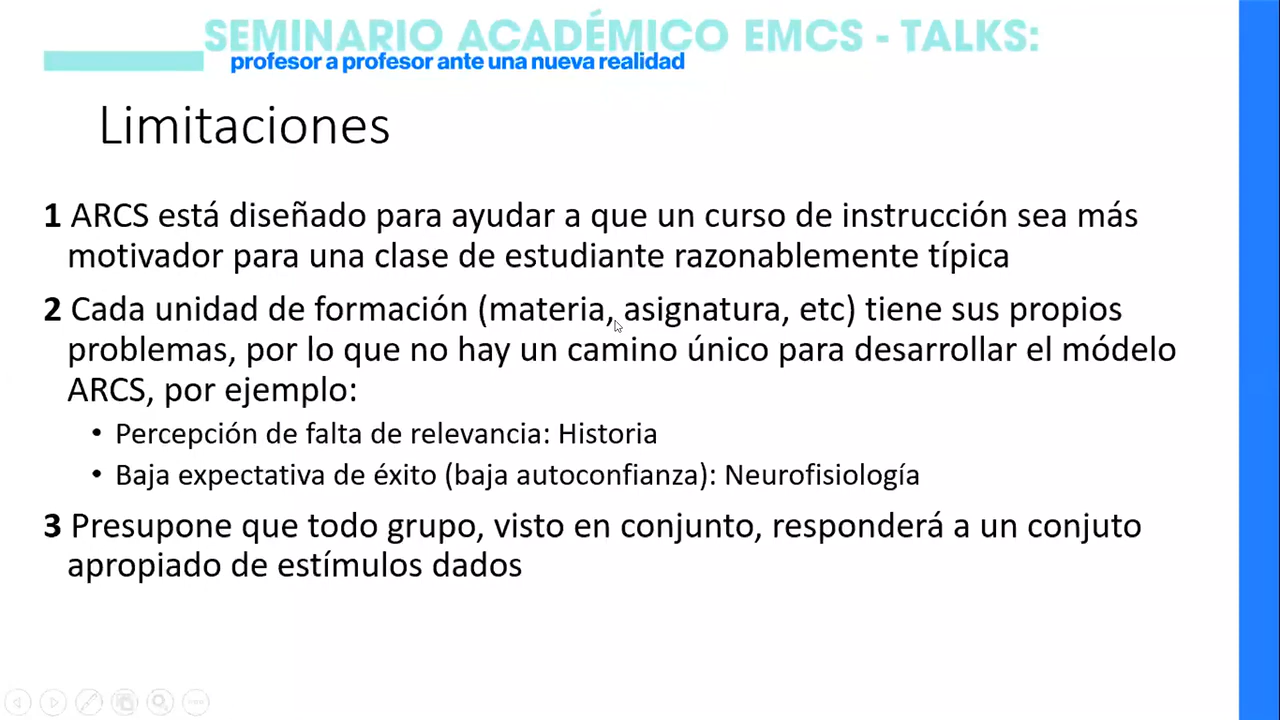 SEMINARIO ACADÉMICO EMCS - TALKS:
profesor a profesor ante una nueva realidad
Limitaciones
1 ARCS está diseñado para ayudar a que un curso de instrucción sea más
motivador para una clase de estudiante razonablemente típica
2 Cada unidad de formación (materia, asignatura, etc) tiene sus propios
problemas, por lo que no hay un camino único para desarrollar el módelo
ARCS, por ejemplo:
• Percepción de falta de relevancia: Historia
• Baja expectativa de éxito (baja autoconfianza): Neurofisiología
3 Presupone que todo grupo, visto en conjunto, responderá a un conjuto
apropiado de estímulos dados